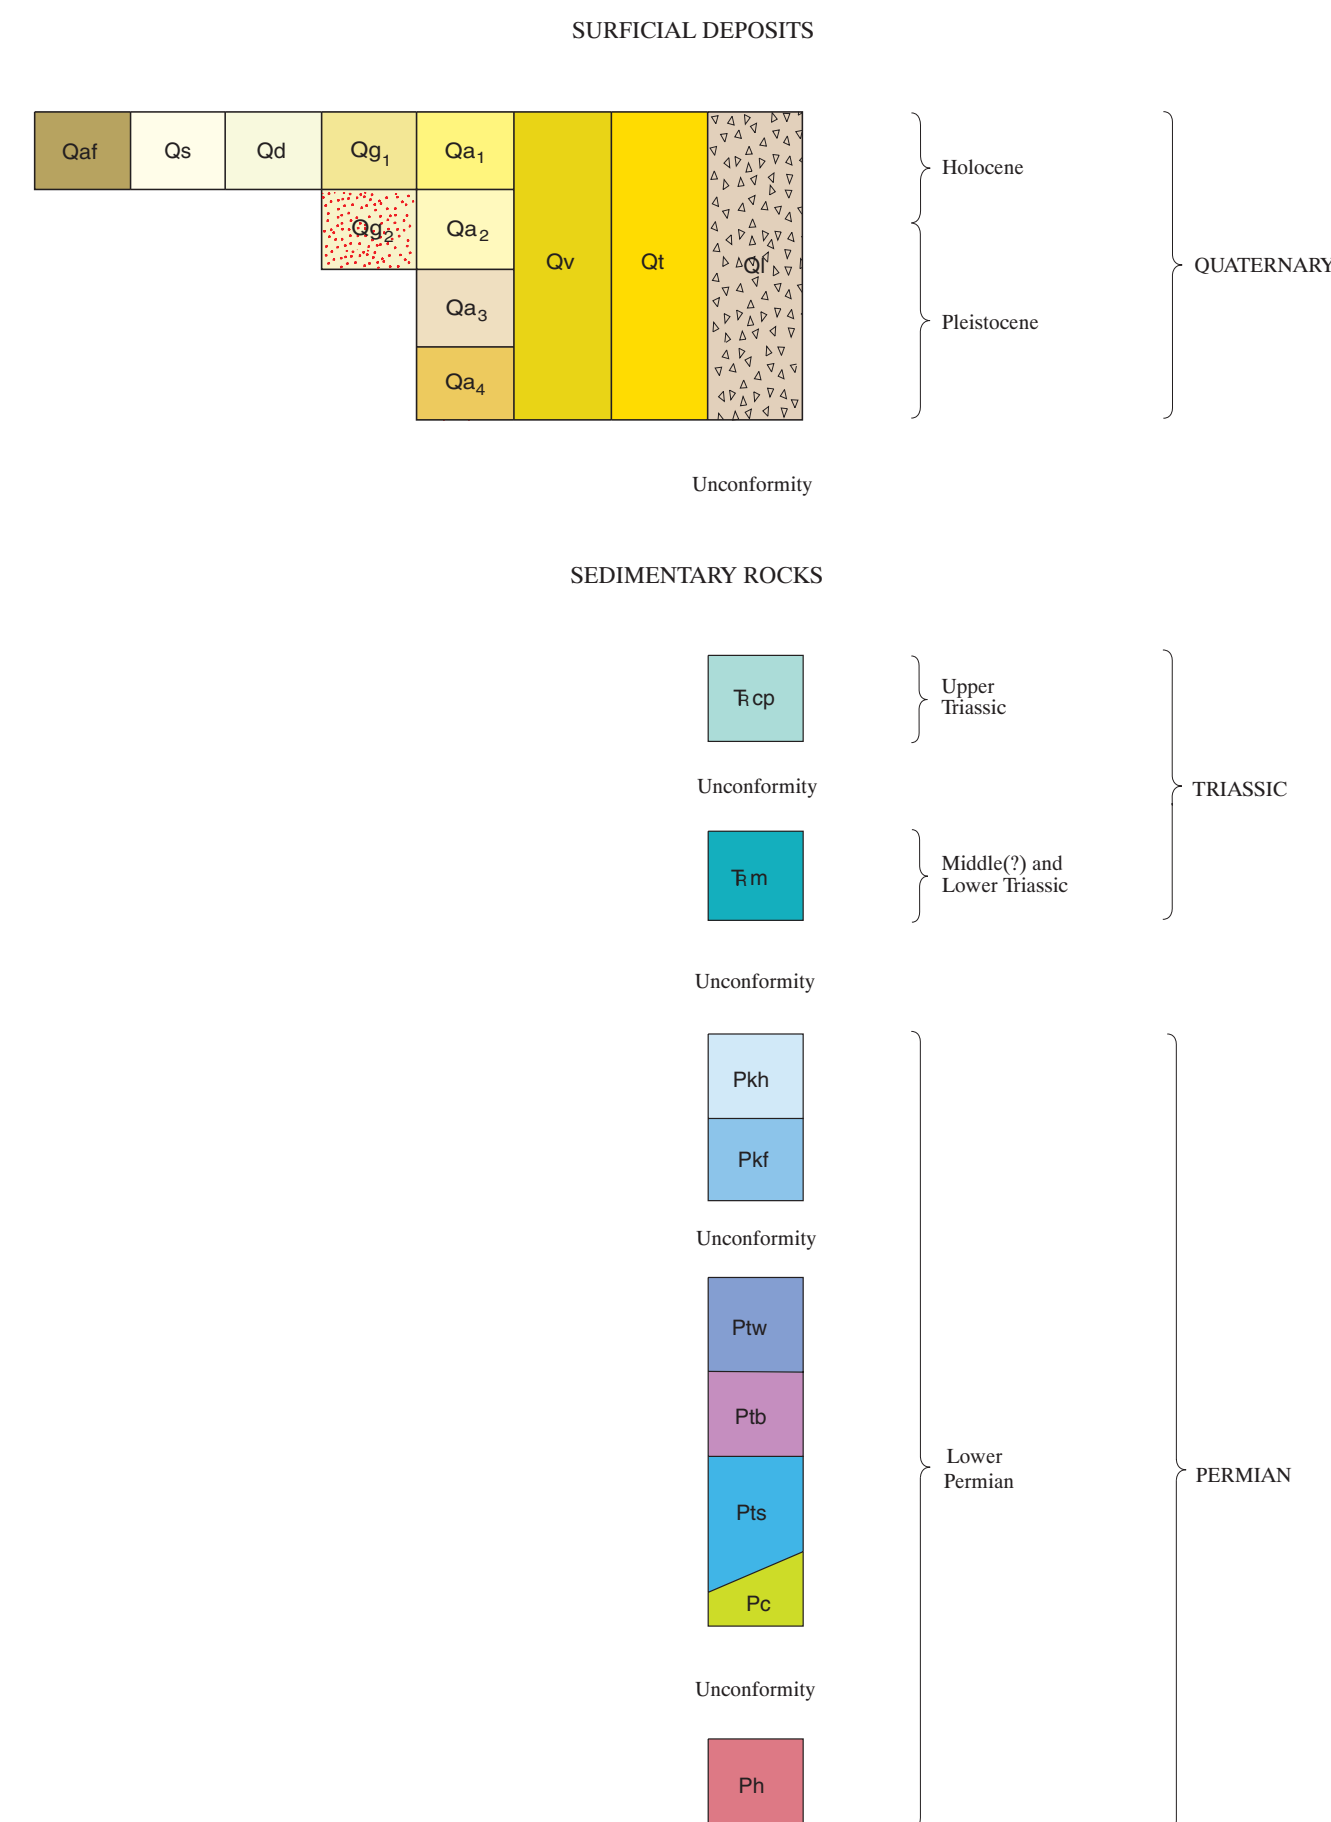 SURFICIAL DEPOSITS
Qaf Qs Qd Qg1 Qa1
Holocene
Qg2 Qa2
Qv Qt Ql
QUATERNARY
Qa3
Pleistocene
Qa4
Unconformity
SEDIMENTARY ROCKS
TRcp
Upper
Triassic
Unconformity
TRIASSIC
TRm
Middle(?) and
Lower Triassic
Unconformity
Pkh
Pkf
Unconformity
Ptw
Ptb
Lower
Permian
PERMIAN
Pts
Pc
Unconformity
Ph